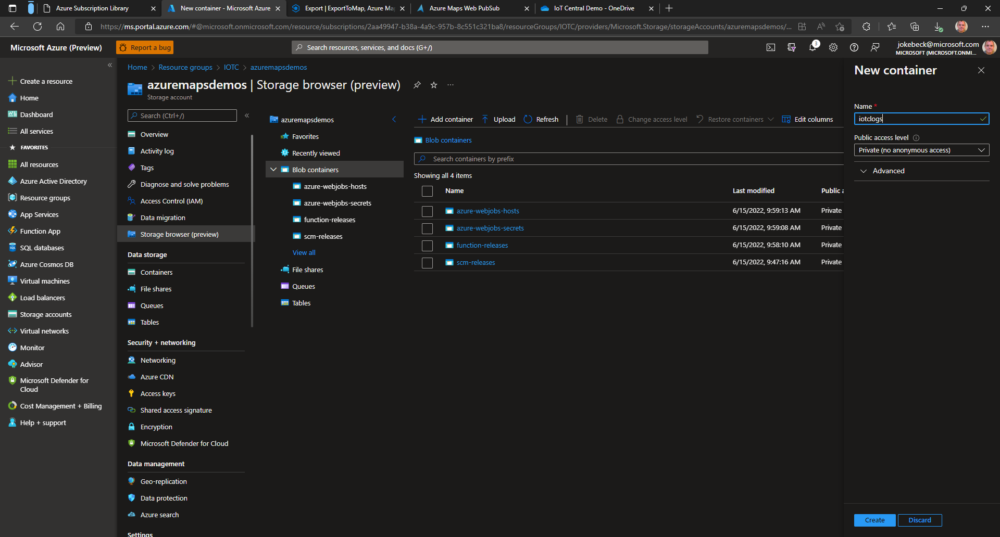 Azure Subscription Library
New container - Microsoft Azure
Export | ExportToMap, Azure Ma
Azure Maps Web PubSub
IoT Central Demo - OneDrive
https://ms.portal.azure.com/#@microsoft.onmicrosoft.com/resource/subscriptions/2aa49947-b38a-4a9c-957b-8c551c321ba8/resourceGroups/IOTC/providers/Microsoft.Storage/storageAccounts/azuremapsdemos/...
Microsoft Azure (Preview)
Report a bug
Search resources, services, and docs (G+/)
3
jokebeck@microsoft.com
MICROSOFT (MICROSOFT.ONMI...
Create a resource
Home
Dashboard
All services
FAVORITES
All resources
Azure Active Directory
Resource groups
App Services
Function App
SQL databases
Azure Cosmos DB
Virtual machines
Load balancers
Storage accounts
Virtual networks
Monitor
Advisor
Microsoft Defender for
Cloud
Cost Management + Billing
Help + support
Home > Resource groups > IOTC > azuremapsdemos
azuremapsdemos | Storage browser (preview)
Storage account
Search (Ctrl+/)
Overview
Activity log
Tags
Diagnose and solve problems
Access Control (IAM)
Data migration
Storage browser (preview)
Data storage
Containers
File shares
Queues
Tables
Security + networking
Networking
Azure CDN
Access keys
Shared access signature
Encryption
Microsoft Defender for Cloud
Data management
Geo-replication
Data protection
Azure search
Settings
azuremapsdemos
Favorites
Recently viewed
Blob containers
azure-webjobs-hosts
azure-webjobs-secrets
function-releases
scm-releases
View all
File shares
Queues
Tables
Add container
Upload
Refresh
Delete
Change access level
Restore containers
Edit columns
Blob containers
Search containers by prefix
Showing all 4 items
Name Last modified Public a
azure-webjobs-hosts 6/15/2022, 9:59:13 AM Private
azure-webjobs-secrets 6/15/2022, 9:59:08 AM Private
function-releases 6/15/2022, 9:58:10 AM Private
scm-releases 6/15/2022, 9:47:16 AM Private
New container
Name *
iotclogs
Public access level
Private (no anonymous access)
Advanced
Create
Discard